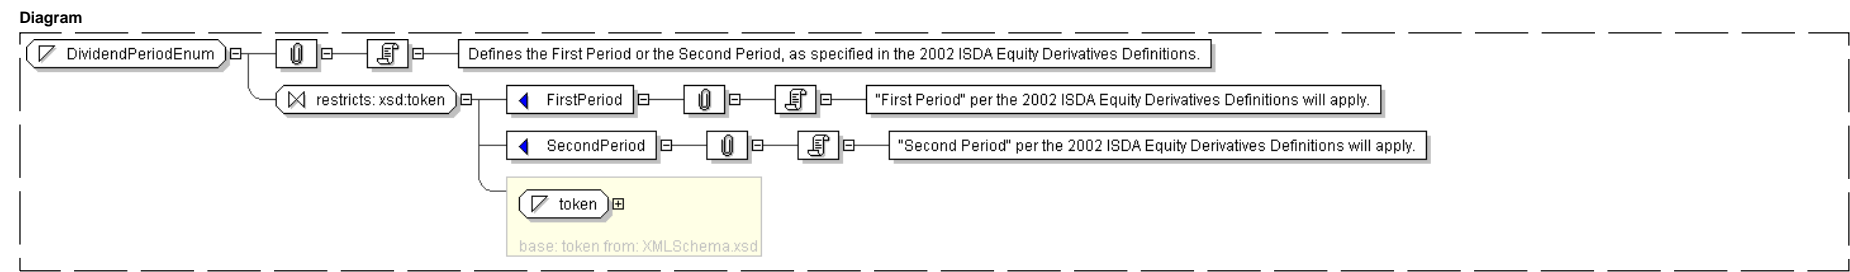 Diagram
DividendPeriodEnum
Defines the First Period or the Second Period, as specified in the 2002 ISDA Equity Derivatives Definitions.
restricts: xsd:token
FirstPeriod
"First Period" per the 2002 ISDA Equity Derivatives Definitions will apply.
SecondPeriod
"Second Period" per the 2002 ISDA Equity Derivatives Definitions will apply.
token
base: token from: XMLSchema.xsd